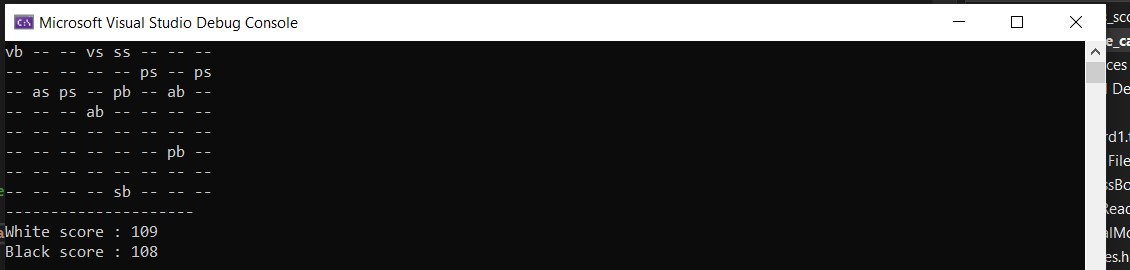 Microsoft Visual Studio Debug Console
vb -- -- vs ss -- -- --
-- -- -- -- -- ps -- ps
-- as ps -- pb -- ab --
-- -- -- ab -- -- -- --
-- -- -- -- -- -- -- --
-- -- -- -- -- -- pb --
-- -- -- -- -- -- -- --
-- -- -- -- sb -- -- --
---------------------
White score : 109
Black score : 108
_sco
e_ca
ces
De
rd1.t
File
ssBo
Reac
alMo
es.h